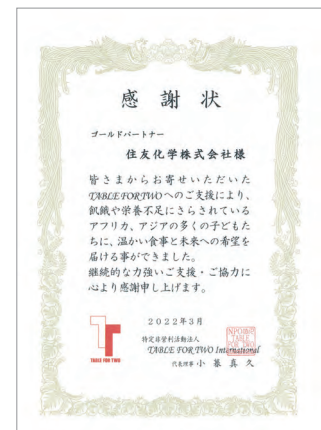 感謝状
ゴールドパートナー
住友化学株式会社様
皆さまからお寄せいただいた
TABLE FOR TWOへのご支援により、
飢餓や栄養不足にさらされている
アフリカ、アジアの多くの子どもた
ちに、温かい食事と未来への希望を
届ける事ができました。
継続的な力強いご支援・ご協力に
心より感謝申し上げます。
2022年3月
特定非営利活動法人
TABLE FOR TWO International
代表理事 小暮真久
TABLE FOR TWO